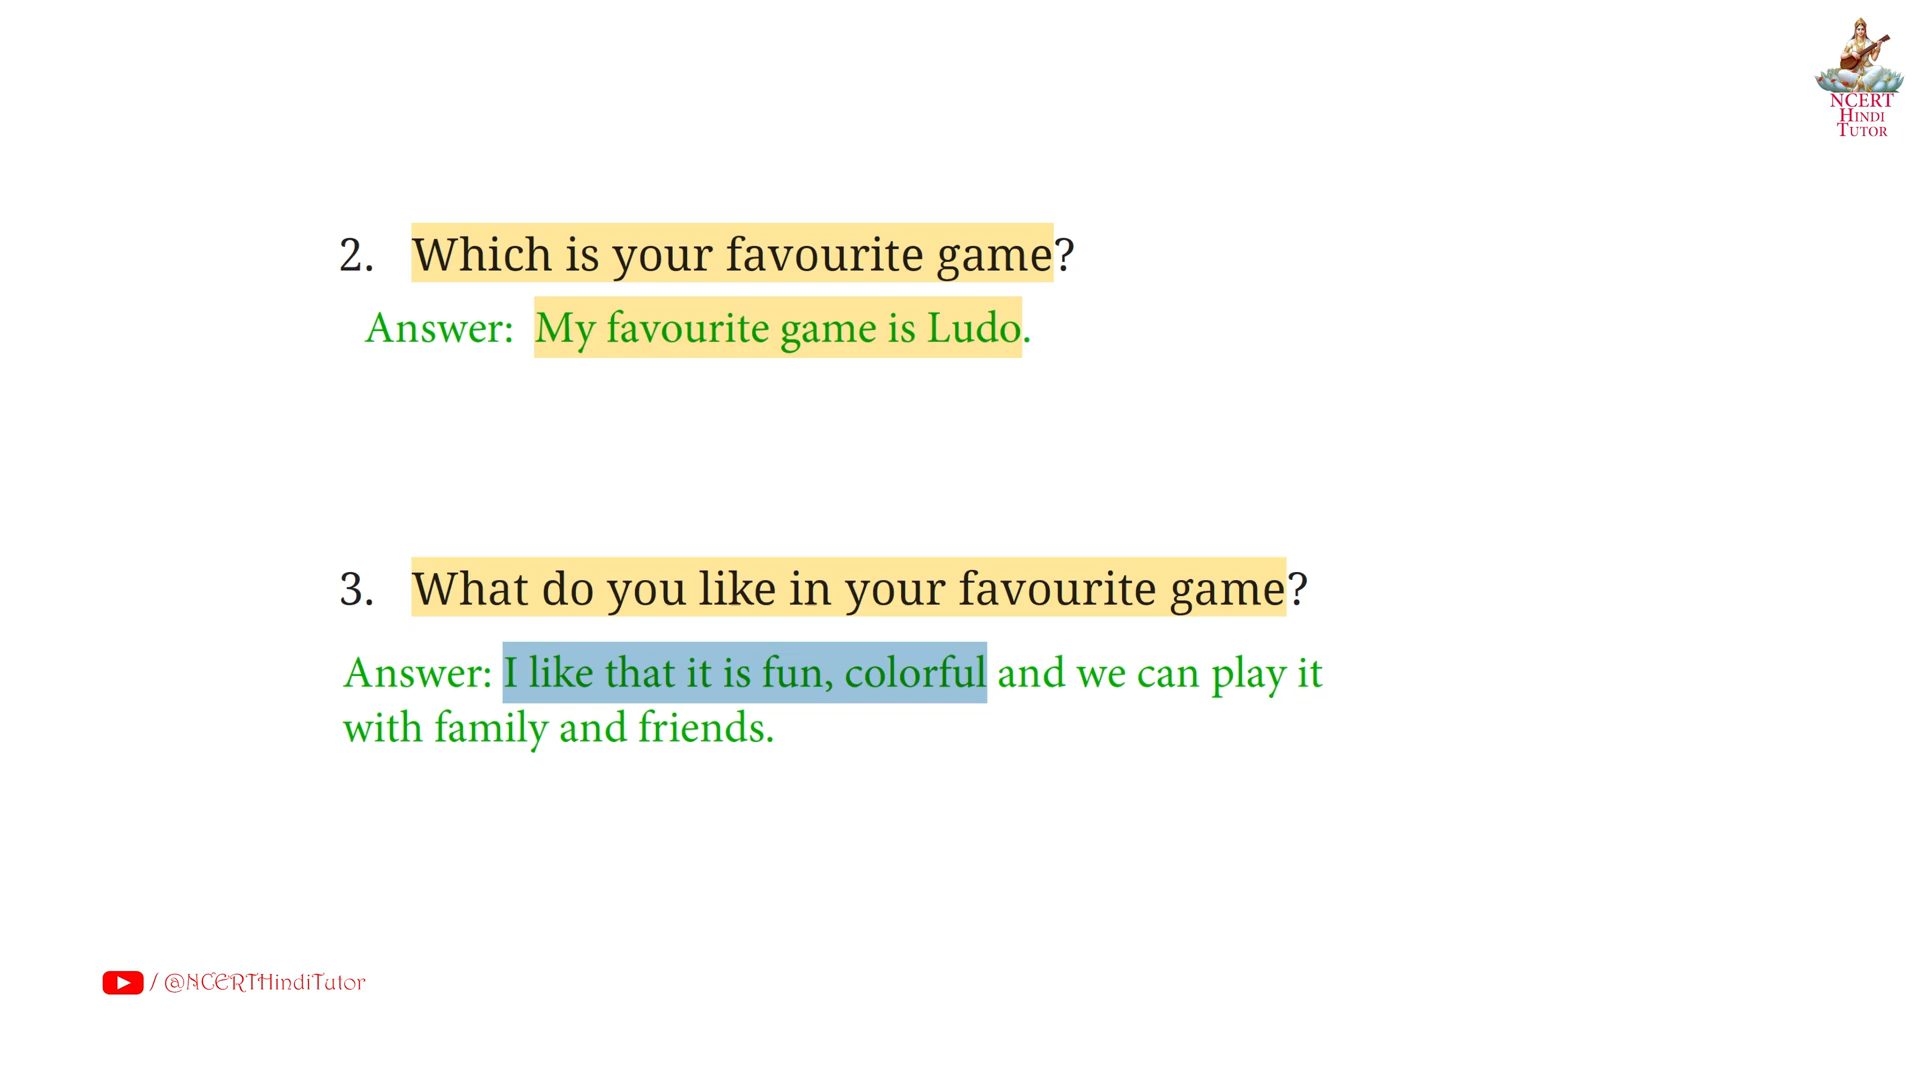 NCERT
HINDI
TUTOR
2. Which is your favourite game?
Answer: My favourite game is Ludo.
3. What do you like in your favourite game?
Answer: I like that it is fun, colorful and we can play it
with family and friends.
/ @NCERTHindiTutor